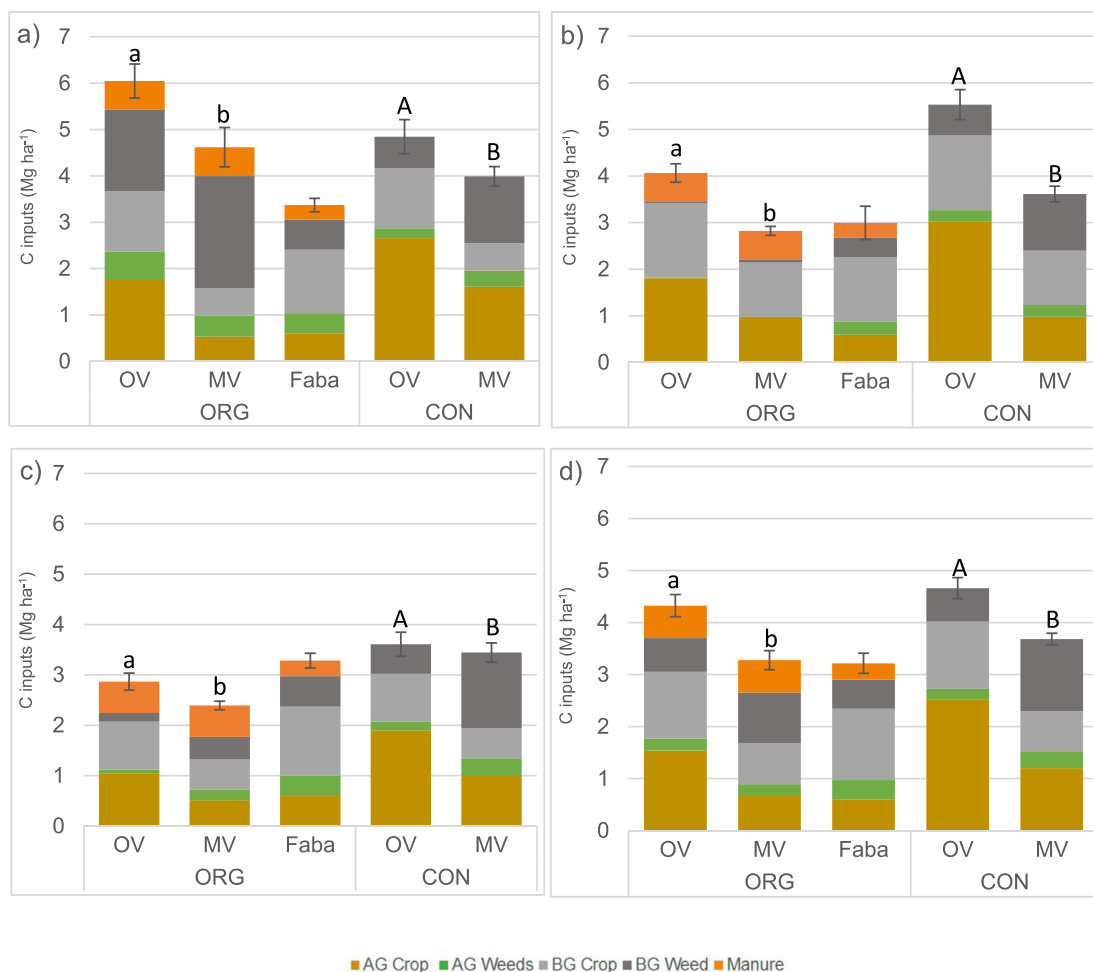 a)
7
6
5
4
3
2
1
0
C inputs (Mg ha⁻¹)
a
b
A
B
OV MV Faba OV MV
ORG CON
b)
7
6
5
4
3
2
1
0
C inputs (Mg ha⁻¹)
a
b
A
B
OV MV Faba OV MV
ORG CON
c)
7
6
5
4
3
2
1
0
C inputs (Mg ha⁻¹)
a
b
A
B
OV MV Faba OV MV
ORG CON
d)
7
6
5
4
3
2
1
0
C inputs (Mg ha⁻¹)
a
b
A
B
OV MV Faba OV MV
ORG CON
AG Crop AG Weeds BG Crop BG Weed Manure